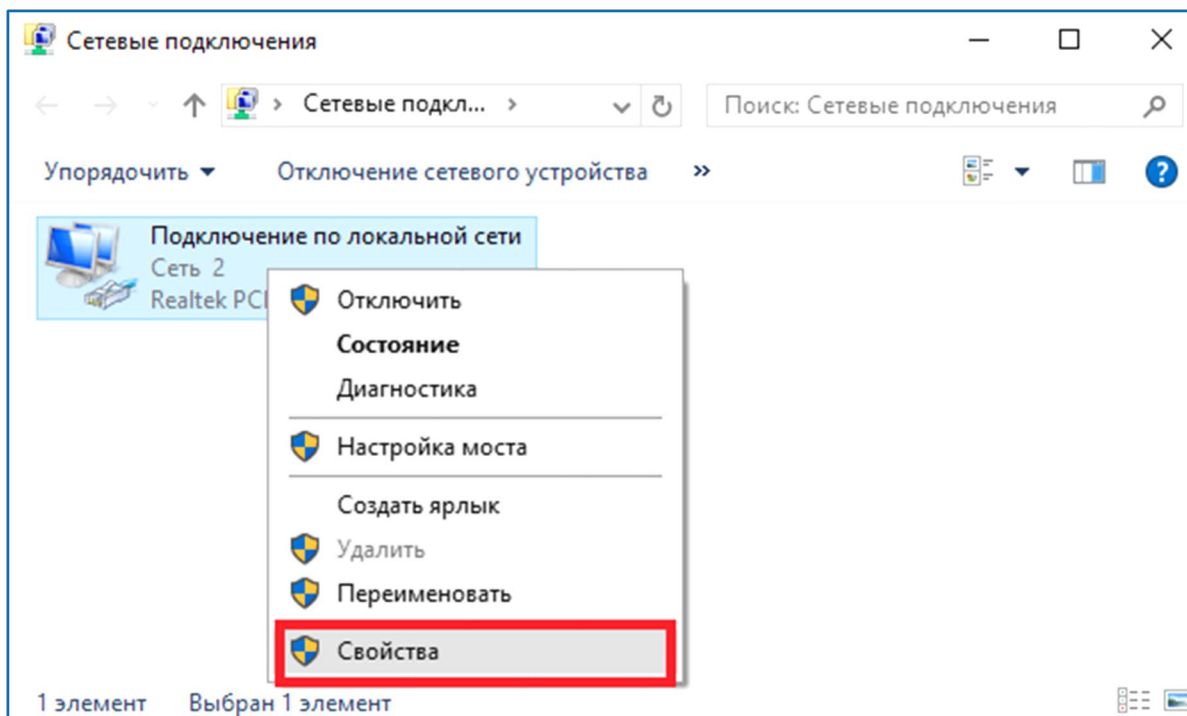 Сетевые подключения
Сетевые подкл...
Поиск: Сетевые подключения
Упорядочить
Отключение сетевого устройства
»
Подключение по локальной сети
Сеть 2
Realtek PCI
Отключить
Состояние
Диагностика
Настройка моста
Создать ярлык
Удалить
Переименовать
Свойства
1 элемент Выбран 1 элемент